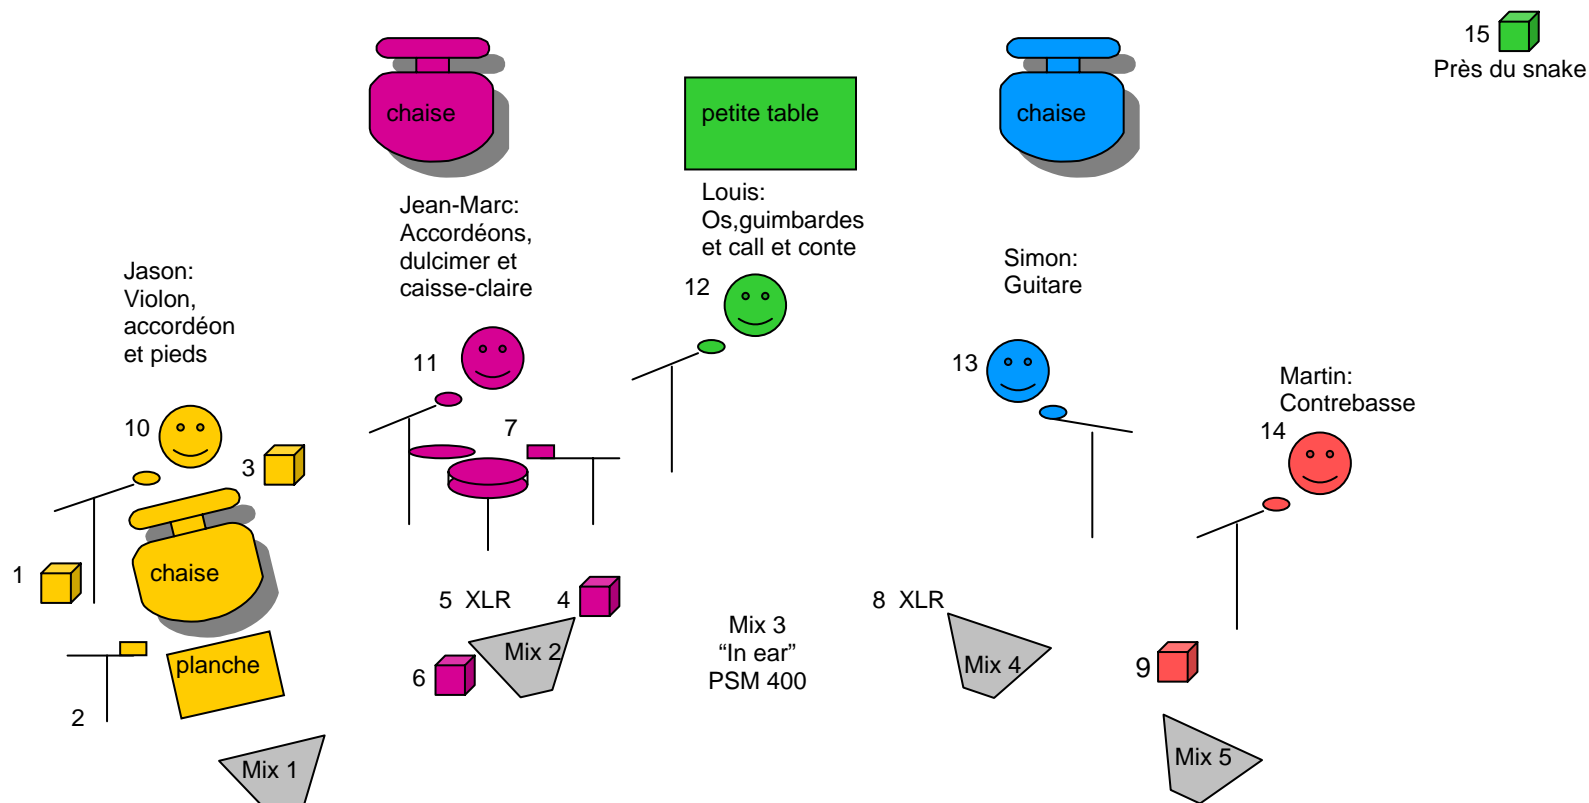 15
Près du snake
chaise
petite table
chaise
Jean-Marc:
Accordéons,
dulcimer et
caisse-claire
Louis:
Os,guimbardes
et call et conte
Simon:
Guitare
Jason:
Violon,
accordéon
et pieds
12
11
13
Martin:
Contrebasse
10
7
14
3
1
chaise
5 XLR
4
8 XLR
Mix 3
“In ear”
PSM 400
planche
6
Mix 2
Mix 4
9
2
Mix 1
Mix 5